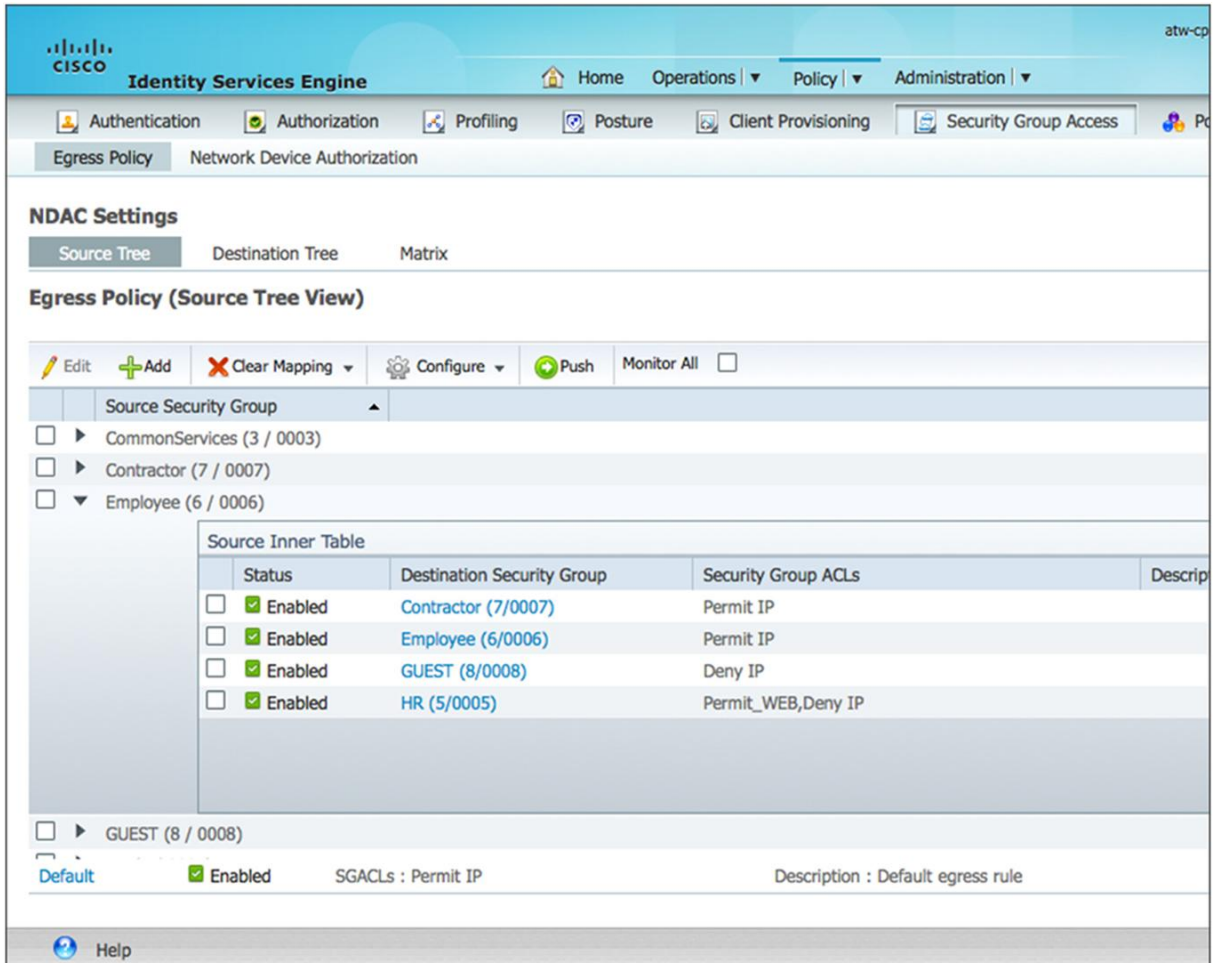 atw-cp
CISCO
Identity Services Engine
Home Operations Policy Administration
Authentication Authorization Profiling Posture Client Provisioning Security Group Access
Egress Policy Network Device Authorization
NDAC Settings
Source Tree Destination Tree Matrix
Egress Policy (Source Tree View)
Edit Add Clear Mapping Configure Push Monitor All
Source Security Group
CommonServices (3 / 0003)
Contractor (7 / 0007)
Employee (6 / 0006)
Source Inner Table
Status Destination Security Group Security Group ACLs Descrip
Enabled Contractor (7/0007) Permit IP
Enabled Employee (6/0006) Permit IP
Enabled GUEST (8/0008) Deny IP
Enabled HR (5/0005) Permit_WEB,Deny IP
GUEST (8 / 0008)
Default Enabled SGACLs : Permit IP Description : Default egress rule
Help